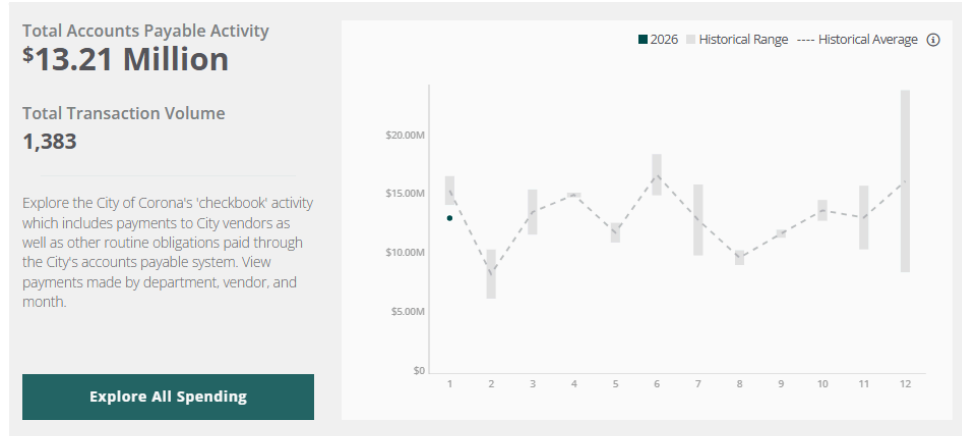 Total Accounts Payable Activity
$13.21 Million
Total Transaction Volume
1,383
Explore the City of Corona's 'checkbook' activity
which includes payments to City vendors as
well as other routine obligations paid through
the City's accounts payable system. View
payments made by department, vendor, and
month.
Explore All Spending
2026 Historical Range ---- Historical Average
$20.00M
$15.00M
$10.00M
$5.00M
$0
1 2 3 4 5 6 7 8 9 10 11 12